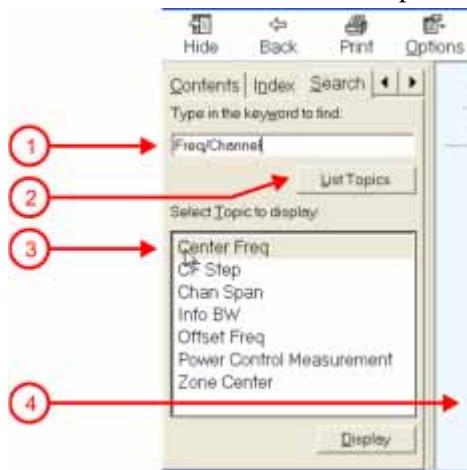 Hide Back Print Options
Contents Index Search
Type in the keyword to find:
1
Freq/Channel
2
List Topics
Select Topic to display
3
Center Freq
CF Step
Chan Span
Info BW
Offset Freq
Power Control Measurement
Zone Center
4
Display